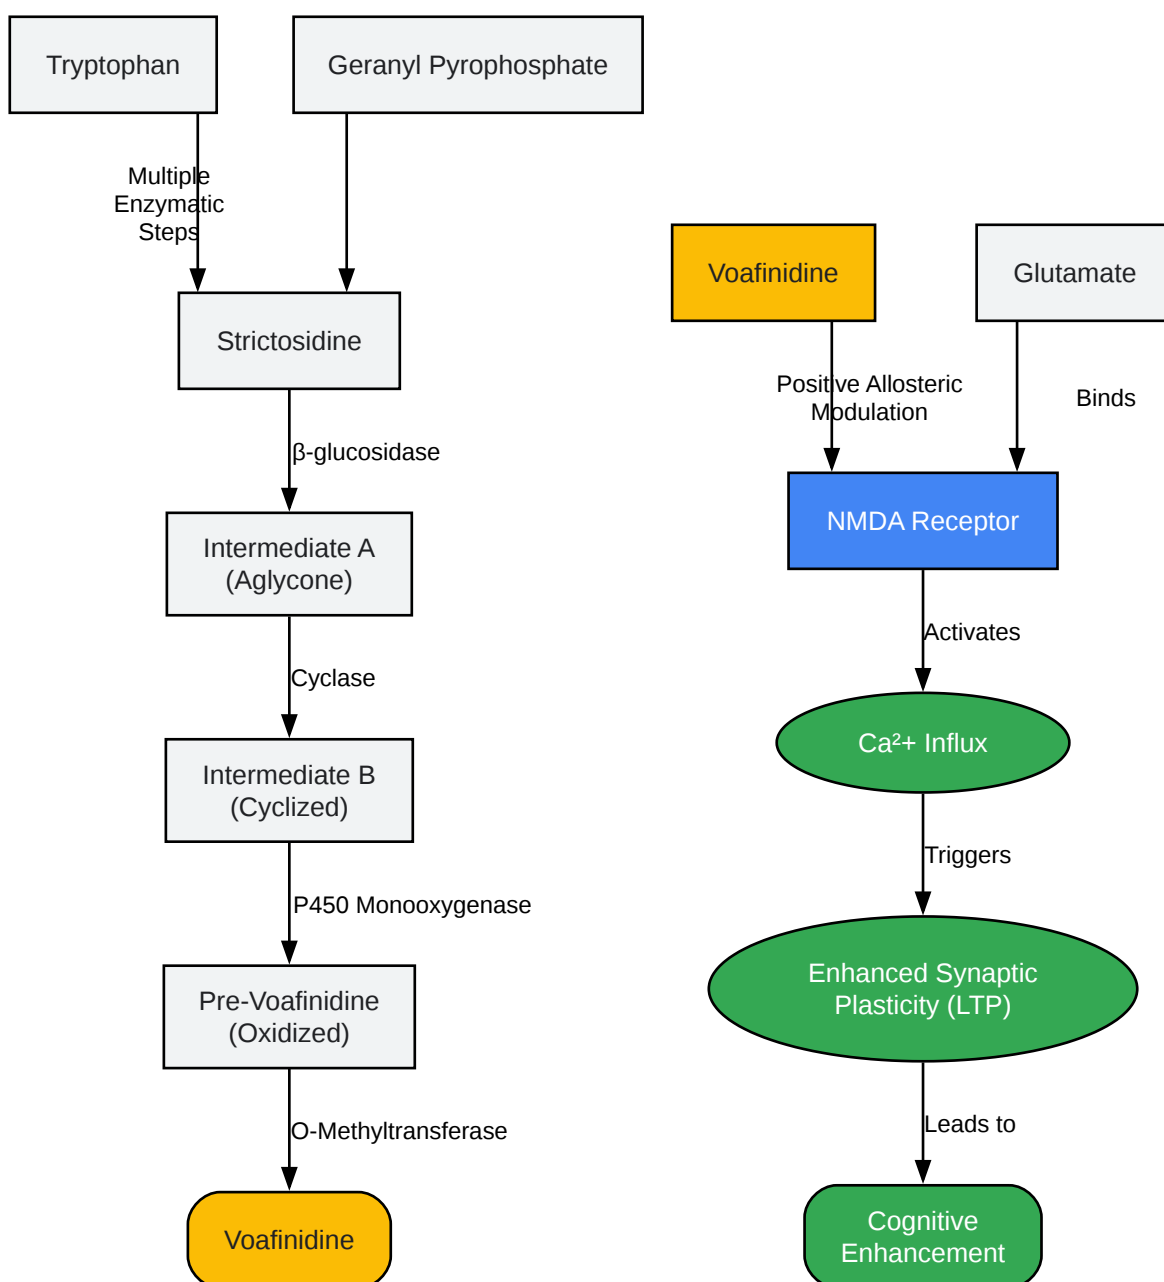 Tryptophan
Geranyl Pyrophosphate
Multiple
Enzymatic
Steps
Strictosidine
β-glucosidase
Intermediate A
(Aglycone)
Cyclase
Intermediate B
(Cyclized)
P450 Monooxygenase
Pre-Voafinidine
(Oxidized)
O-Methyltransferase
Voafinidine
Voafinidine
Glutamate
Positive Allosteric
Modulation
Binds
NMDA Receptor
Activates
Ca²+ Influx
Triggers
Enhanced Synaptic
Plasticity (LTP)
Leads to
Cognitive
Enhancement